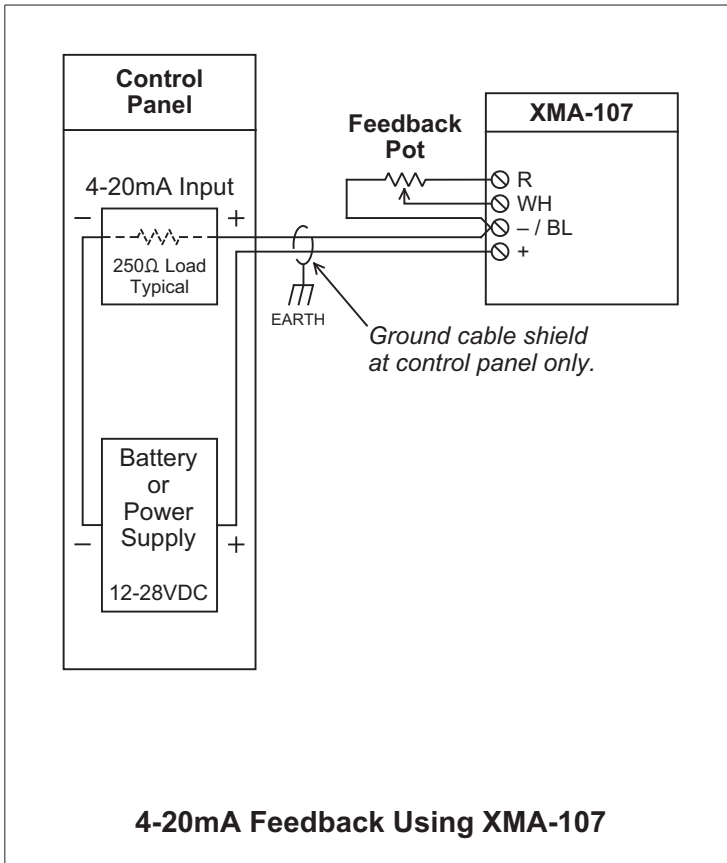 Control
Panel
4-20mA Input
– +
250Ω Load
Typical
Battery
or
Power
Supply
– +
12-28VDC
EARTH
Ground cable shield
at control panel only.
Feedback
Pot
XMA-107
R
WH
– / BL
+
4-20mA Feedback Using XMA-107